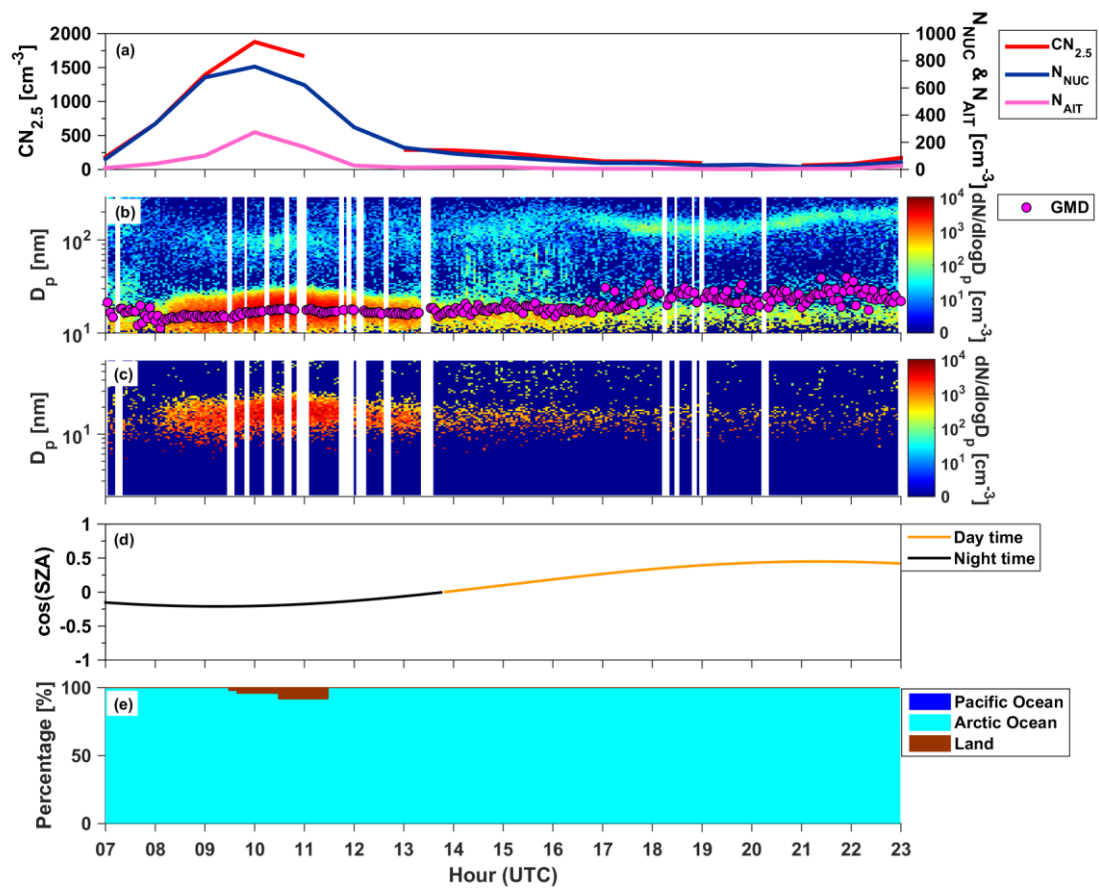 (a)
CN2.5 [cm-3]
2000
1500
1000
500
0
1000
800
600
400
200
0
NNUC & NAIT [cm-3]
CN2.5
NNUC
NAIT
(b)
Dp [nm]
10^2
10^1
10^4
10^3
10^2
10^1
0
dN/dlogDp [cm-3]
GMD
(c)
Dp [nm]
10^1
10^4
10^3
10^2
10^1
0
dN/dlogDp [cm-3]
(d)
cos(SZA)
1
0.5
0
-0.5
-1
Day time
Night time
(e)
Percentage [%]
100
50
0
Pacific Ocean
Arctic Ocean
Land
07 08 09 10 11 12 13 14 15 16 17 18 19 20 21 22 23
Hour (UTC)